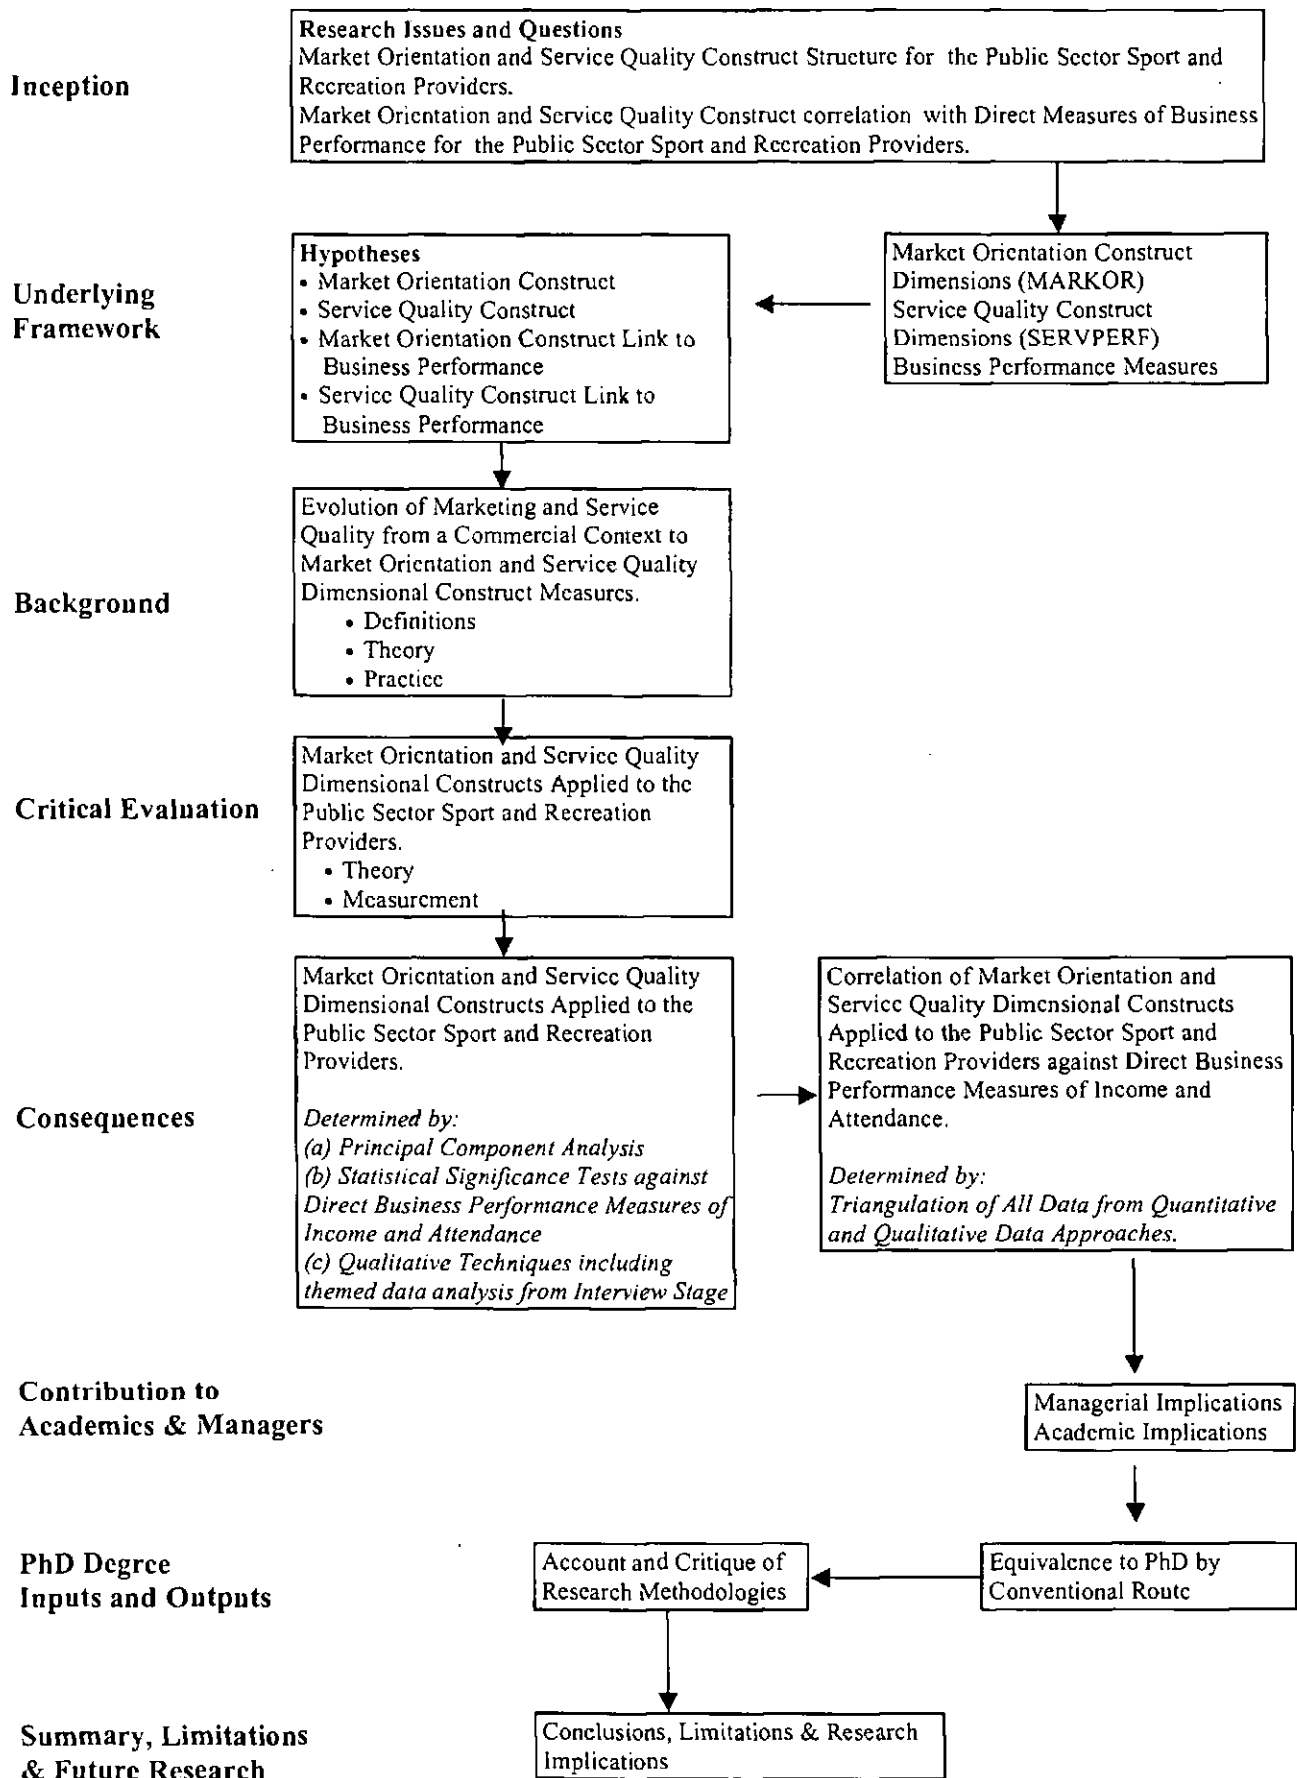 Inception
Research Issues and Questions
Market Orientation and Service Quality Construct Structure for the Public Sector Sport and
Recreation Providers.
Market Orientation and Service Quality Construct correlation with Direct Measures of Business
Performance for the Public Sector Sport and Recreation Providers.
Underlying
Framework
Hypotheses
• Market Orientation Construct
• Service Quality Construct
• Market Orientation Construct Link to
Business Performance
• Service Quality Construct Link to
Business Performance
Market Orientation Construct
Dimensions (MARKOR)
Service Quality Construct
Dimensions (SERVPERF)
Business Performance Measures
Background
Evolution of Marketing and Service
Quality from a Commercial Context to
Market Orientation and Service Quality
Dimensional Construct Measures.
• Definitions
• Theory
• Practice
Critical Evaluation
Market Orientation and Service Quality
Dimensional Constructs Applied to the
Public Sector Sport and Recreation
Providers.
• Theory
• Measurement
Consequences
Market Orientation and Service Quality
Dimensional Constructs Applied to the
Public Sector Sport and Recreation
Providers.
Determined by:
(a) Principal Component Analysis
(b) Statistical Significance Tests against
Direct Business Performance Measures of
Income and Attendance
(c) Qualitative Techniques including
themed data analysis from Interview Stage
Correlation of Market Orientation and
Service Quality Dimensional Constructs
Applied to the Public Sector Sport and
Recreation Providers against Direct Business
Performance Measures of Income and
Attendance.
Determined by:
Triangulation of All Data from Quantitative
and Qualitative Data Approaches.
Contribution to
Academics & Managers
Managerial Implications
Academic Implications
PhD Degree
Inputs and Outputs
Account and Critique of
Research Methodologies
Equivalence to PhD by
Conventional Route
Summary, Limitations
& Future Research
Conclusions, Limitations & Research
Implications